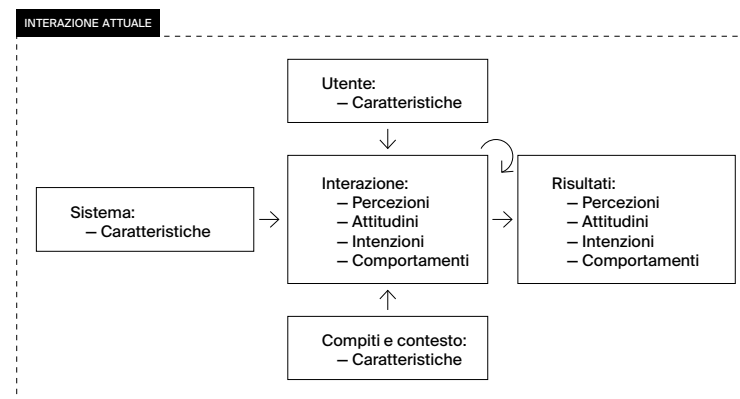 INTERAZIONE ATTUALE
Utente:
– Caratteristiche
Sistema:
– Caratteristiche
Interazione:
– Percezioni
– Attitudini
– Intenzioni
– Comportamenti
Risultati:
– Percezioni
– Attitudini
– Intenzioni
– Comportamenti
Compiti e contesto:
– Caratteristiche